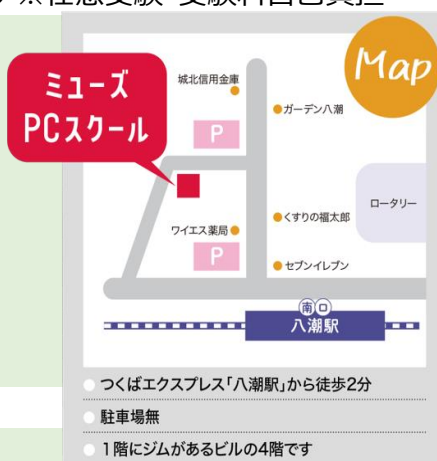 ※任意受験 受験料自己負担
Map
ミューズ
PCスクール
城北信用金庫
P
ガーデン八潮
ロータリー
ワイエス薬局
くすりの福太郎
P
セブンイレブン
南口
八潮駅
つくばエクスプレス「八潮駅」から徒歩2分
駐車場無
1階にジムがあるビルの4階です